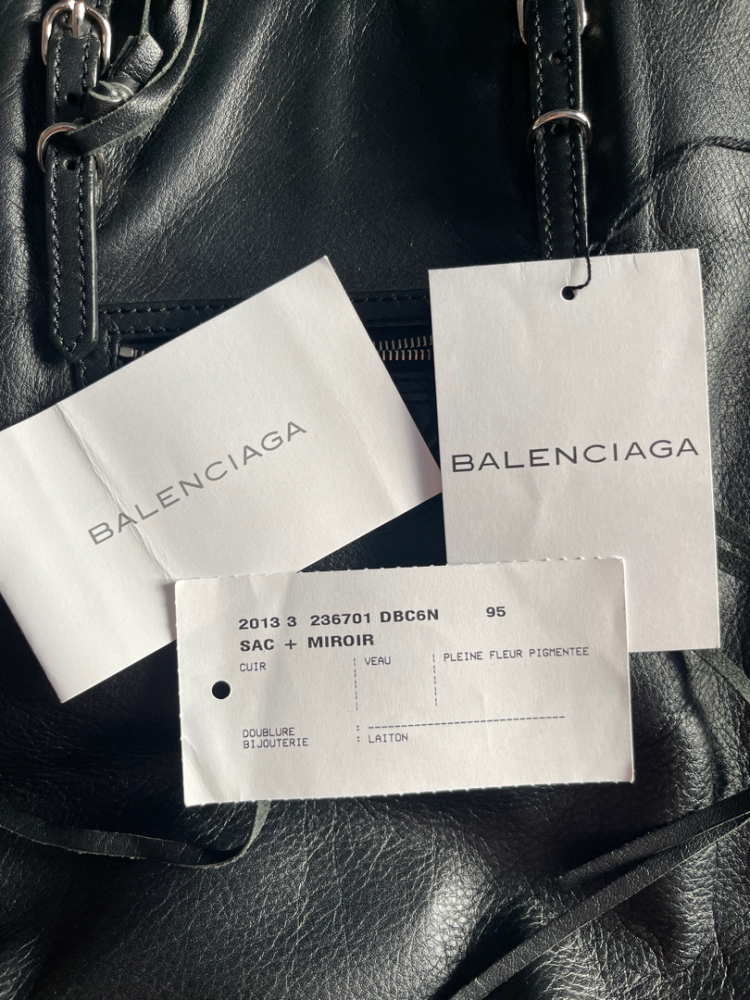 BALENCIAGA
BALENCIAGA
2013 3 236701 DBC6N 95
SAC + MIROIR
CUIR ¦ VEAU ¦ PLEINE FLEUR PIGMENTEE
DOUBLURE : ------------------------------
BIJOUTERIE : LAITON